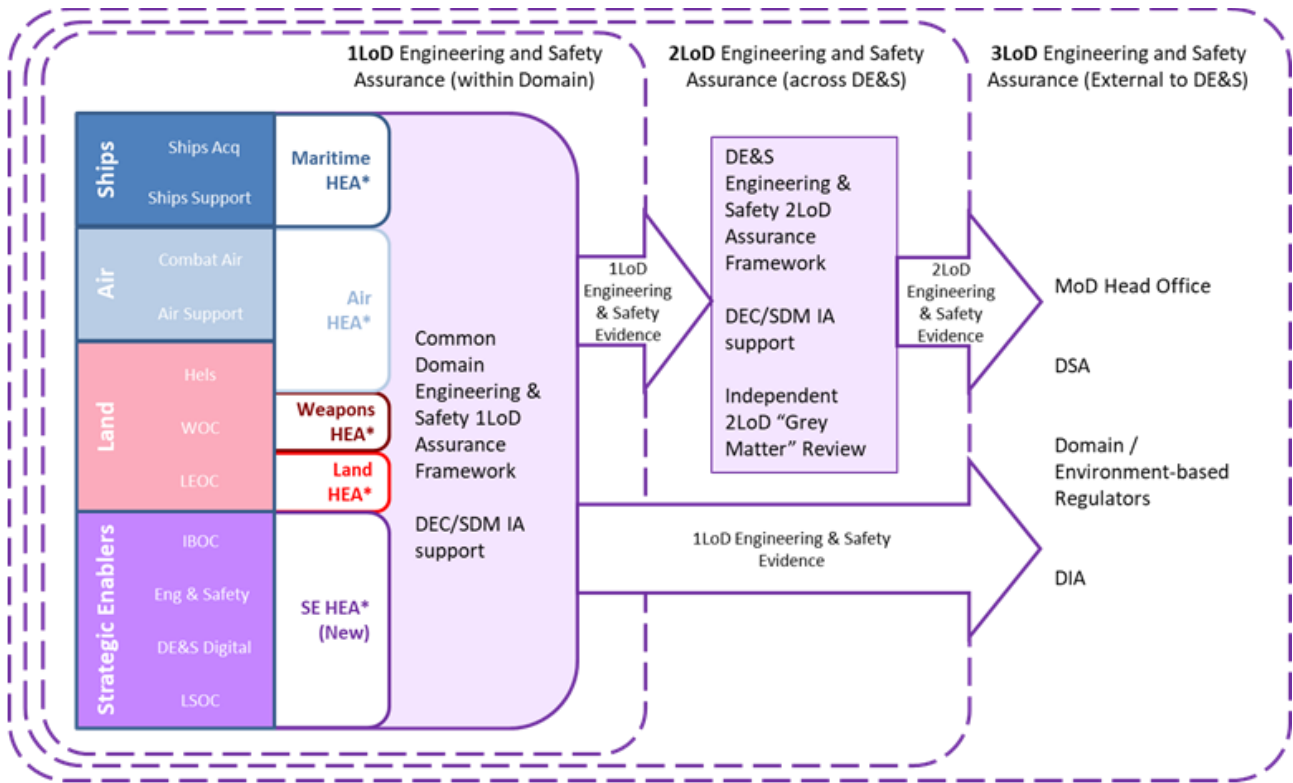 1LoD Engineering and Safety
Assurance (within Domain)
2LoD Engineering and Safety
Assurance (across DE&S)
3LoD Engineering and Safety
Assurance (External to DE&S)
Ships
Ships Acq
Ships Support
Maritime
HEA*
Air
Combat Air
Air Support
Air
HEA*
Land
Hels
WOC
LEOC
Weapons
HEA*
Land
HEA*
Strategic Enablers
IBOC
Eng & Safety
DE&S Digital
LSOC
SE HEA*
(New)
Common
Domain
Engineering &
Safety 1LoD
Assurance
Framework
DEC/SDM IA
support
1LoD
Engineering
& Safety
Evidence
DE&S
Engineering &
Safety 2LoD
Assurance
Framework
DEC/SDM IA
support
Independent
2LoD “Grey
Matter” Review
2LoD
Engineering
& Safety
Evidence
1LoD Engineering & Safety
Evidence
MoD Head Office
DSA
Domain /
Environment-based
Regulators
DIA